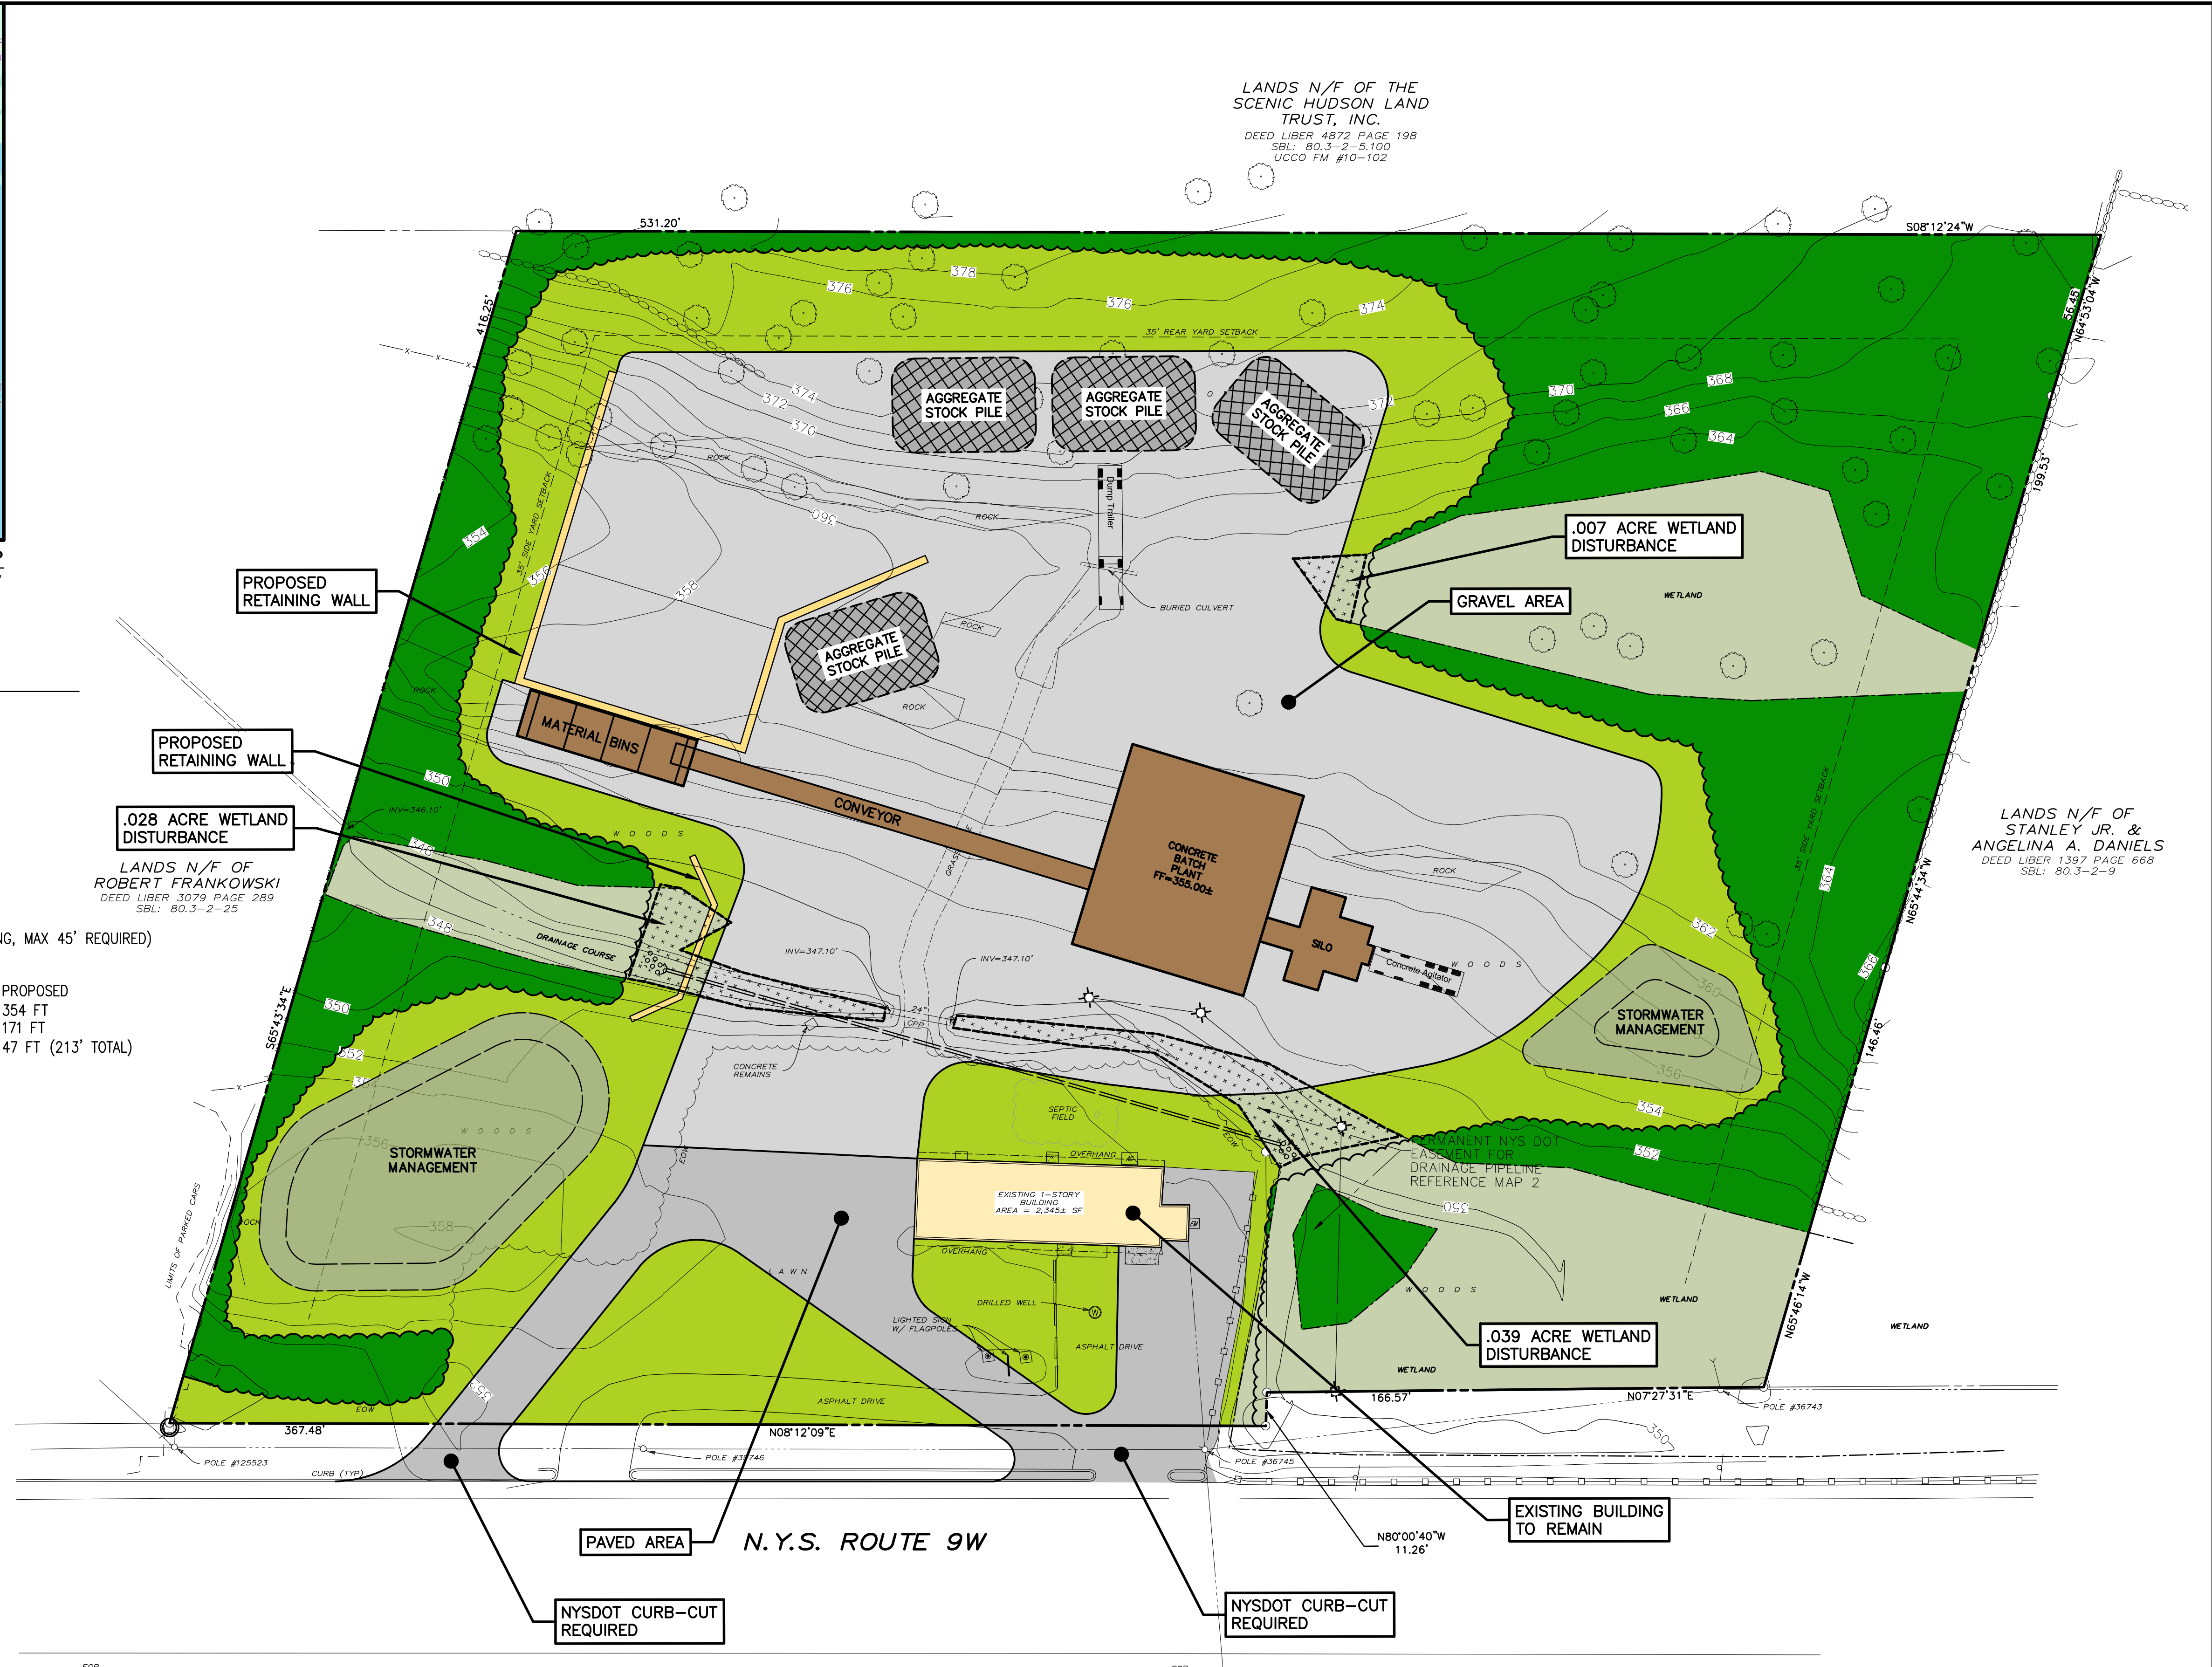 LANDS N/F OF THE
SCENIC HUDSON LAND
TRUST, INC.
DEED LIBER 4872 PAGE 198
SBL: 80.3-2-5.100
UCCO FM #10-102
531.20'
S08°12'24"W
416.25'
56.45'
N64°53'04"W
378
376
376
374
35' REAR YARD SETBACK
AGGREGATE
STOCK PILE
AGGREGATE
STOCK PILE
AGGREGATE
STOCK PILE
374
372
370
372
370
368
366
364
ROCK
Dump Trailer
199.53'
360
ROCK
35' SIDE YARD SETBACK
354
356
358
.007 ACRE WETLAND
DISTURBANCE
PROPOSED
RETAINING WALL
WETLAND
GRAVEL AREA
BURIED CULVERT
ROCK
AGGREGATE
STOCK PILE
ROCK
ROCK
MATERIAL BINS
PROPOSED
RETAINING WALL
350
INV=346.10'
CONVEYOR
35' SIDE YARD SETBACK
.028 ACRE WETLAND
DISTURBANCE
WOODS
348
LANDS N/F OF
ROBERT FRANKOWSKI
DEED LIBER 3079 PAGE 289
SBL: 80.3-2-25
CONCRETE
BATCH
PLANT
FF=355.00±
ROCK
LANDS N/F OF
STANLEY JR. &
ANGELINA A. DANIELS
DEED LIBER 1397 PAGE 668
SBL: 80.3-2-9
364
N65°44'34"W
348
NG, MAX 45' REQUIRED)
DRAINAGE COURSE
INV=347.10'
INV=347.10'
SILO
Concrete Agitator
WOODS
362
366
360
PROPOSED
354 FT
171 FT
47 FT (213' TOTAL)
350
S65°43'34"E
24"
CPP
STORMWATER
MANAGEMENT
146.46'
352
354
CONCRETE
REMAINS
356
354
SEPTIC
FIELD
EOW
WOODS
356
STORMWATER
MANAGEMENT
EOW
OVERHANG
PERMANENT NYS DOT
EASEMENT FOR
DRAINAGE PIPELINE
REFERENCE MAP 2
352
EXISTING 1-STORY
BUILDING
AREA = 2,345± SF
EM
350
358
ROCK
LIMITS OF PARKED CARS
OVERHANG
LAWN
WOODS
WETLAND
N65°46'14"W
WETLAND
DRILLED WELL
W
LIGHTED SIGN
W/ FLAGPOLES
ASPHALT DRIVE
.039 ACRE WETLAND
DISTURBANCE
WETLAND
352
EOW
ASPHALT DRIVE
166.57'
N07°27'31"E
POLE #36743
367.48'
N08°12'09"E
350
POLE #125523
POLE #36746
POLE #36745
CURB (TYP)
PAVED AREA
N.Y.S. ROUTE 9W
N80°00'40"W
11.26'
EXISTING BUILDING
TO REMAIN
NYSDOT CURB-CUT
REQUIRED
NYSDOT CURB-CUT
REQUIRED